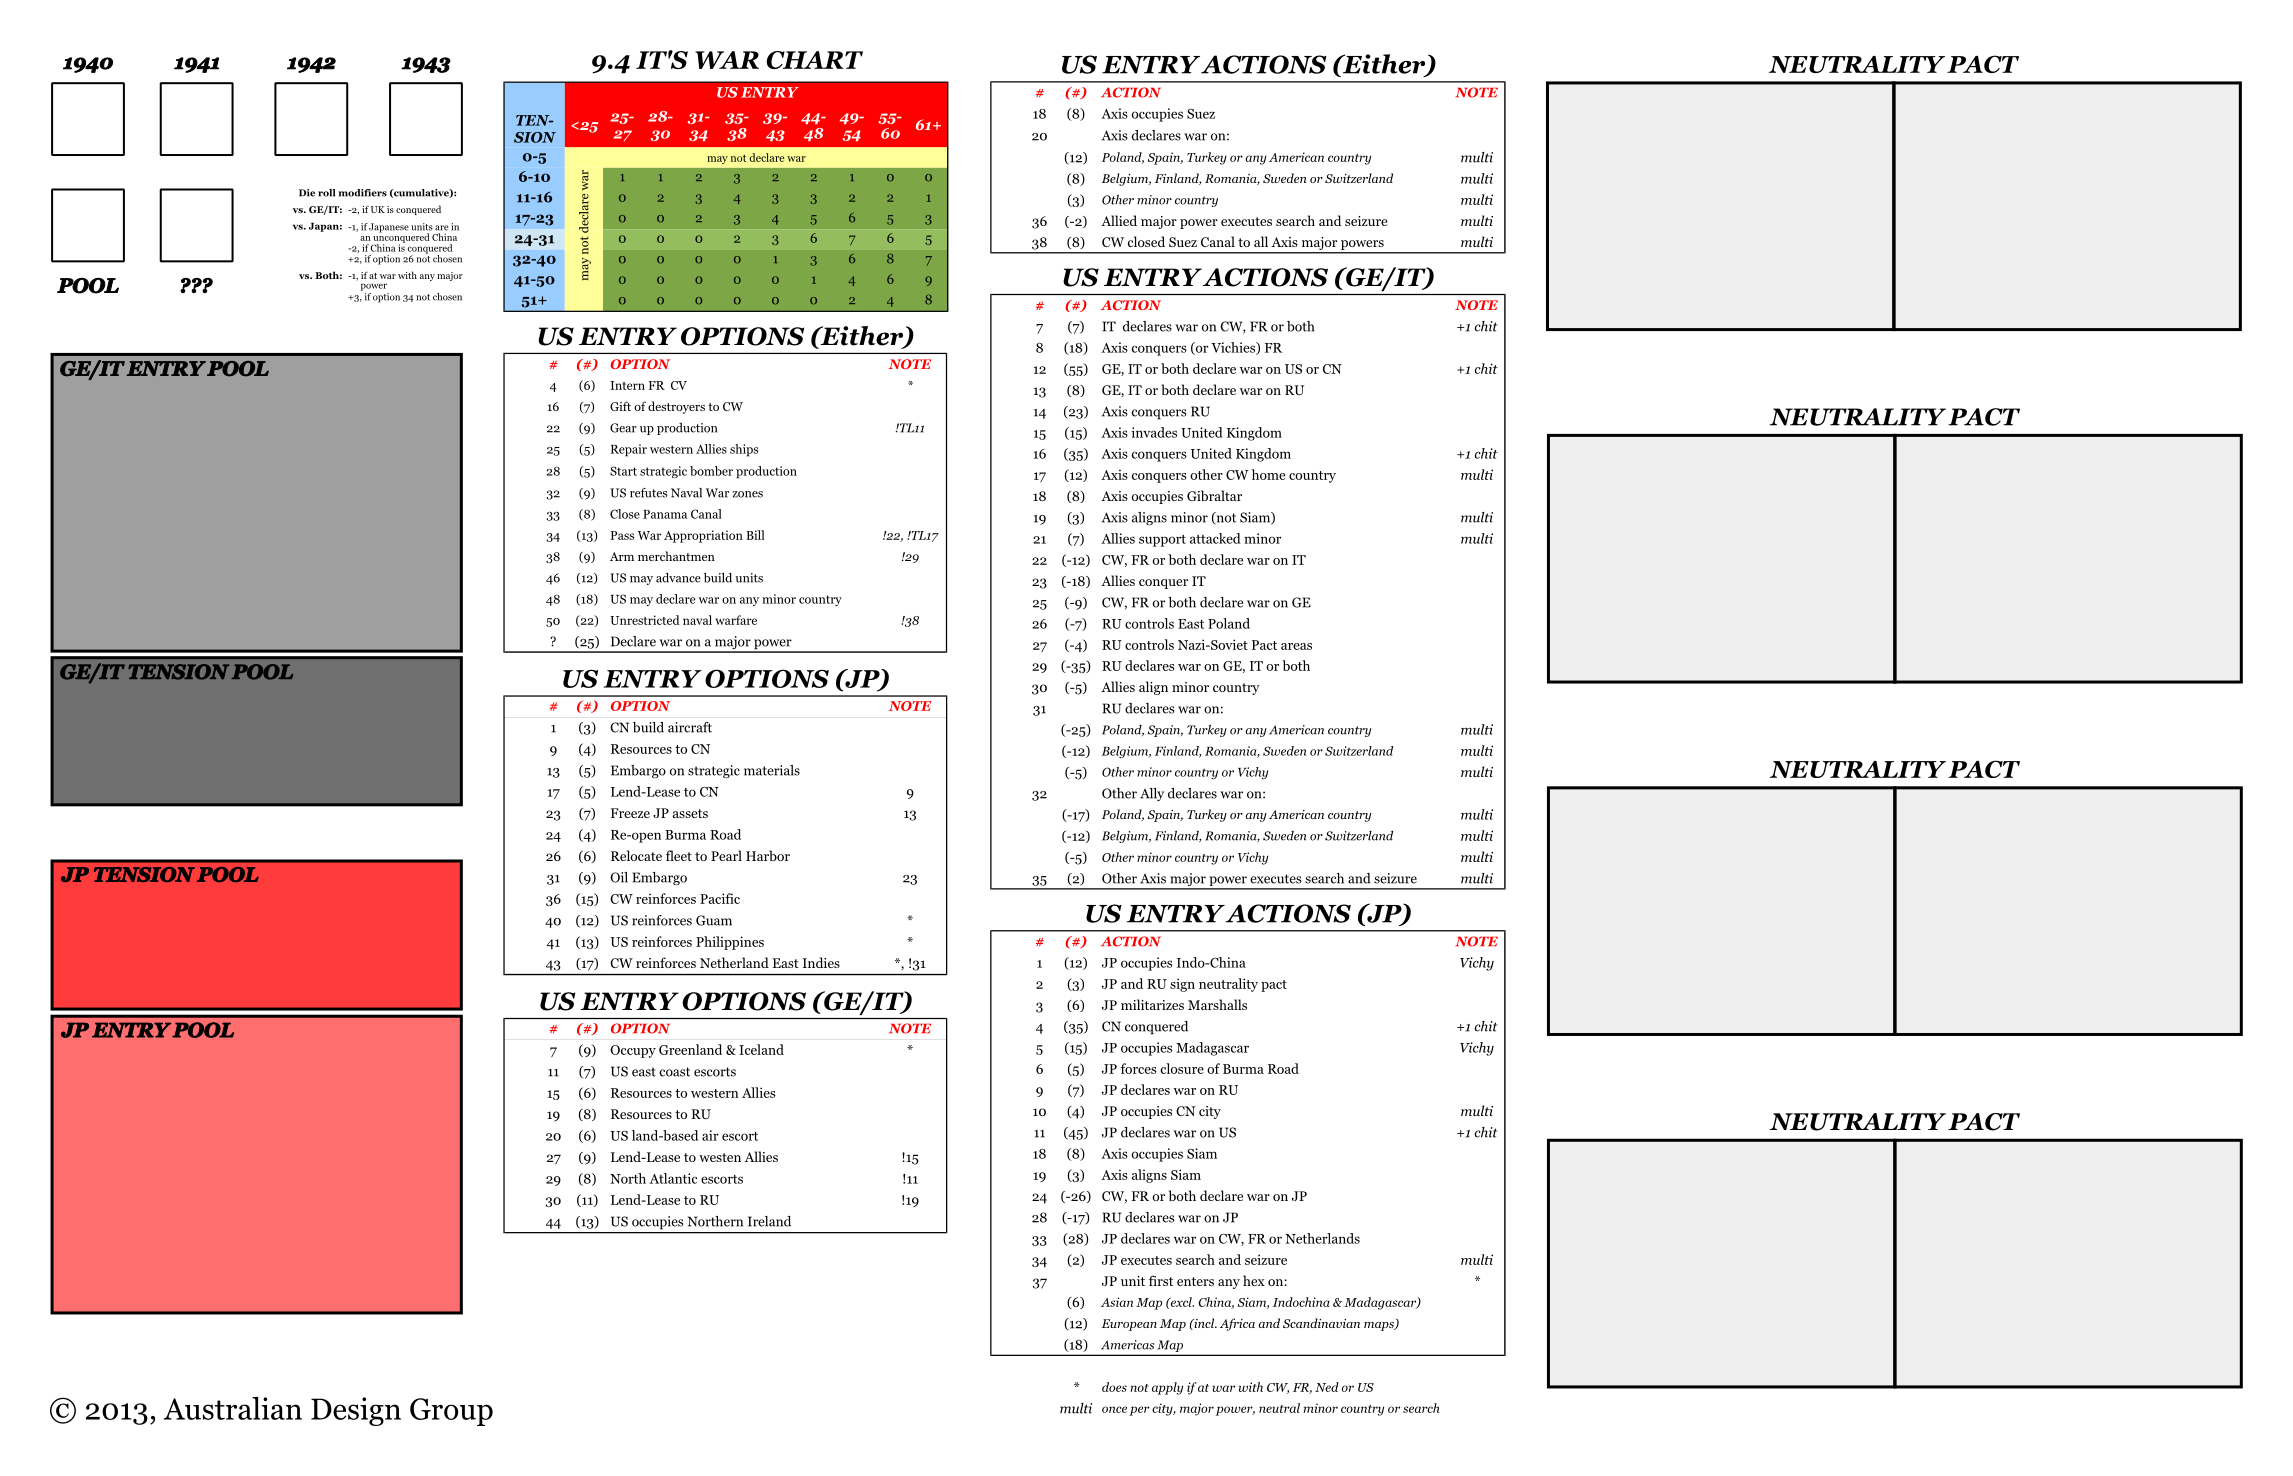 1940 1941 1942 1943
Die roll modifiers (cumulative):
vs. GE/IT: -2, if UK is conquered
vs. Japan: -1, if Japanese units are in
an unconquered China
-2, if China is conquered
+2, if option 26 not chosen
vs. Both: -1, if at war with any major
power
+3, if option 34 not chosen
POOL ???
GE/IT ENTRY POOL
GE/IT TENSION POOL
JP TENSION POOL
JP ENTRY POOL
© 2013, Australian Design Group
9.4 IT'S WAR CHART
US ENTRY
TEN-
SION <25 25-27 28-30 31-34 35-38 39-43 44-48 49-54 55-60 61+
0-5 may not declare war
may not declare war
6-10 1 1 2 3 2 2 1 0 0
11-16 0 2 3 4 3 3 2 2 1
17-23 0 0 2 3 4 5 6 5 3
24-31 0 0 0 2 3 6 7 6 5
32-40 0 0 0 0 1 3 6 8 7
41-50 0 0 0 0 0 1 4 6 9
51+ 0 0 0 0 0 0 2 4 8
US ENTRY OPTIONS (Either)
# (#) OPTION NOTE
4 (6) Intern FR CV *
16 (7) Gift of destroyers to CW
22 (9) Gear up production !TL11
25 (5) Repair western Allies ships
28 (5) Start strategic bomber production
32 (9) US refutes Naval War zones
33 (8) Close Panama Canal
34 (13) Pass War Appropriation Bill !22, !TL17
38 (9) Arm merchantmen !29
46 (12) US may advance build units
48 (18) US may declare war on any minor country
50 (22) Unrestricted naval warfare !38
? (25) Declare war on a major power
US ENTRY OPTIONS (JP)
# (#) OPTION NOTE
1 (3) CN build aircraft
9 (4) Resources to CN
13 (5) Embargo on strategic materials
17 (5) Lend-Lease to CN 9
23 (7) Freeze JP assets 13
24 (4) Re-open Burma Road
26 (6) Relocate fleet to Pearl Harbor
31 (9) Oil Embargo 23
36 (15) CW reinforces Pacific
40 (12) US reinforces Guam *
41 (13) US reinforces Philippines *
43 (17) CW reinforces Netherland East Indies *, !31
US ENTRY OPTIONS (GE/IT)
# (#) OPTION NOTE
7 (9) Occupy Greenland & Iceland *
11 (7) US east coast escorts
15 (6) Resources to western Allies
19 (8) Resources to RU
20 (6) US land-based air escort
27 (9) Lend-Lease to westen Allies !15
29 (8) North Atlantic escorts !11
30 (11) Lend-Lease to RU !19
44 (13) US occupies Northern Ireland
US ENTRY ACTIONS (Either)
# (#) ACTION NOTE
18 (8) Axis occupies Suez
20 Axis declares war on:
(12) Poland, Spain, Turkey or any American country multi
(8) Belgium, Finland, Romania, Sweden or Switzerland multi
(3) Other minor country multi
36 (-2) Allied major power executes search and seizure multi
38 (8) CW closed Suez Canal to all Axis major powers multi
US ENTRY ACTIONS (GE/IT)
# (#) ACTION NOTE
7 (7) IT declares war on CW, FR or both +1 chit
8 (18) Axis conquers (or Vichies) FR
12 (55) GE, IT or both declare war on US or CN +1 chit
13 (8) GE, IT or both declare war on RU
14 (23) Axis conquers RU
15 (15) Axis invades United Kingdom
16 (35) Axis conquers United Kingdom +1 chit
17 (12) Axis conquers other CW home country multi
18 (8) Axis occupies Gibraltar
19 (3) Axis aligns minor (not Siam) multi
21 (7) Allies support attacked minor multi
22 (-12) CW, FR or both declare war on IT
23 (-18) Allies conquer IT
25 (-9) CW, FR or both declare war on GE
26 (-7) RU controls East Poland
27 (-4) RU controls Nazi-Soviet Pact areas
29 (-35) RU declares war on GE, IT or both
30 (-5) Allies align minor country
31 RU declares war on:
(-25) Poland, Spain, Turkey or any American country multi
(-12) Belgium, Finland, Romania, Sweden or Switzerland multi
(-5) Other minor country or Vichy multi
32 Other Ally declares war on:
(-17) Poland, Spain, Turkey or any American country multi
(-12) Belgium, Finland, Romania, Sweden or Switzerland multi
(-5) Other minor country or Vichy multi
35 (2) Other Axis major power executes search and seizure multi
US ENTRY ACTIONS (JP)
# (#) ACTION NOTE
1 (12) JP occupies Indo-China Vichy
2 (3) JP and RU sign neutrality pact
3 (6) JP militarizes Marshalls
4 (35) CN conquered +1 chit
5 (15) JP occupies Madagascar Vichy
6 (5) JP forces closure of Burma Road
9 (7) JP declares war on RU
10 (4) JP occupies CN city multi
11 (45) JP declares war on US +1 chit
18 (8) Axis occupies Siam
19 (3) Axis aligns Siam
24 (-26) CW, FR or both declare war on JP
28 (-17) RU declares war on JP
33 (28) JP declares war on CW, FR or Netherlands
34 (2) JP executes search and seizure multi
37 JP unit first enters any hex on: *
(6) Asian Map (excl. China, Siam, Indochina & Madagascar)
(12) European Map (incl. Africa and Scandinavian maps)
(18) Americas Map
* does not apply if at war with CW, FR, Ned or US
multi once per city, major power, neutral minor country or search
NEUTRALITY PACT
NEUTRALITY PACT
NEUTRALITY PACT
NEUTRALITY PACT